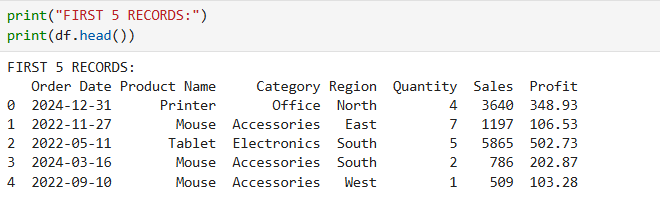 print("FIRST 5 RECORDS:")
print(df.head())
FIRST 5 RECORDS:
Order Date Product Name Category Region Quantity Sales Profit
0 2024-12-31 Printer Office North 4 3640 348.93
1 2022-11-27 Mouse Accessories East 7 1197 106.53
2 2022-05-11 Tablet Electronics South 5 5865 502.73
3 2024-03-16 Mouse Accessories South 2 786 202.87
4 2022-09-10 Mouse Accessories West 1 509 103.28